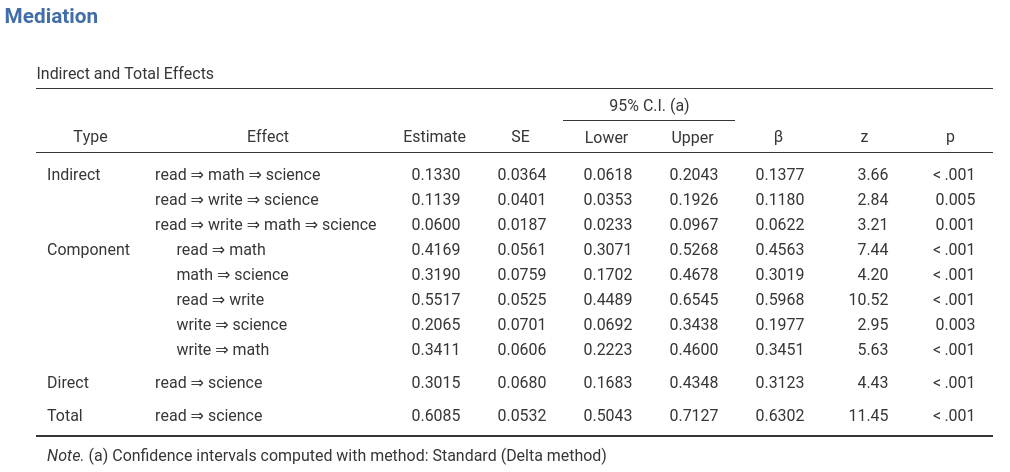 Mediation
Indirect and Total Effects
95% C.I. (a)
Type Effect Estimate SE Lower Upper β z p
Indirect read ⇒ math ⇒ science 0.1330 0.0364 0.0618 0.2043 0.1377 3.66 < .001
read ⇒ write ⇒ science 0.1139 0.0401 0.0353 0.1926 0.1180 2.84 0.005
read ⇒ write ⇒ math ⇒ science 0.0600 0.0187 0.0233 0.0967 0.0622 3.21 0.001
Component read ⇒ math 0.4169 0.0561 0.3071 0.5268 0.4563 7.44 < .001
math ⇒ science 0.3190 0.0759 0.1702 0.4678 0.3019 4.20 < .001
read ⇒ write 0.5517 0.0525 0.4489 0.6545 0.5968 10.52 < .001
write ⇒ science 0.2065 0.0701 0.0692 0.3438 0.1977 2.95 0.003
write ⇒ math 0.3411 0.0606 0.2223 0.4600 0.3451 5.63 < .001
Direct read ⇒ science 0.3015 0.0680 0.1683 0.4348 0.3123 4.43 < .001
Total read ⇒ science 0.6085 0.0532 0.5043 0.7127 0.6302 11.45 < .001
Note. (a) Confidence intervals computed with method: Standard (Delta method)